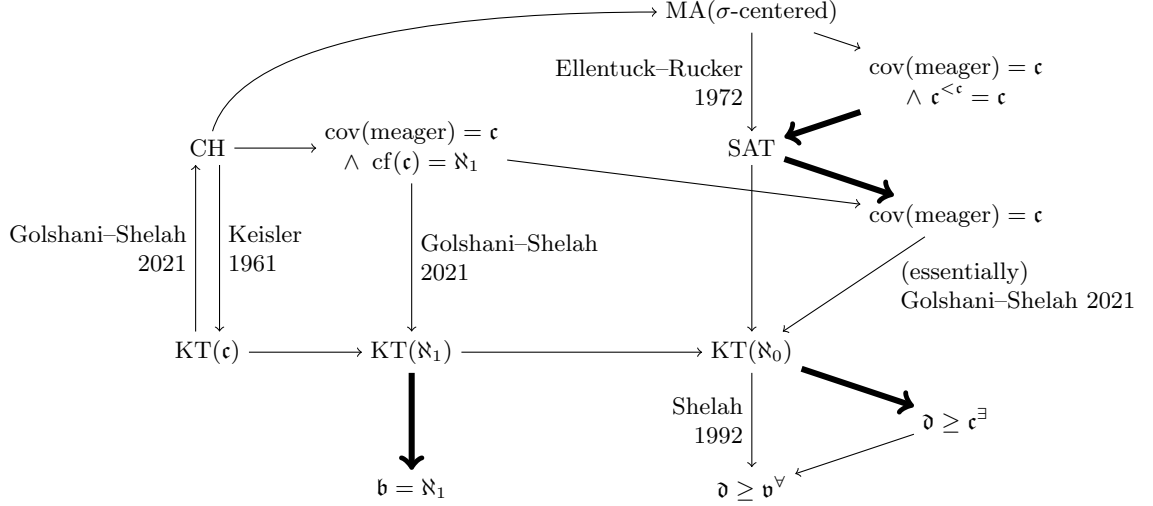 MA(σ-centered)
Ellentuck–Rucker
1972
cov(meager) = 𝔠
∧ 𝔠^{<𝔠} = 𝔠
CH
cov(meager) = 𝔠
∧ cf(𝔠) = ℵ₁
SAT
cov(meager) = 𝔠
Golshani–Shelah
2021
Keisler
1961
Golshani–Shelah
2021
(essentially)
Golshani–Shelah 2021
KT(𝔠)
KT(ℵ₁)
KT(ℵ₀)
Shelah
1992
𝔡 ≥ 𝔠^∃
𝔟 = ℵ₁
𝔡 ≥ 𝔳^∀